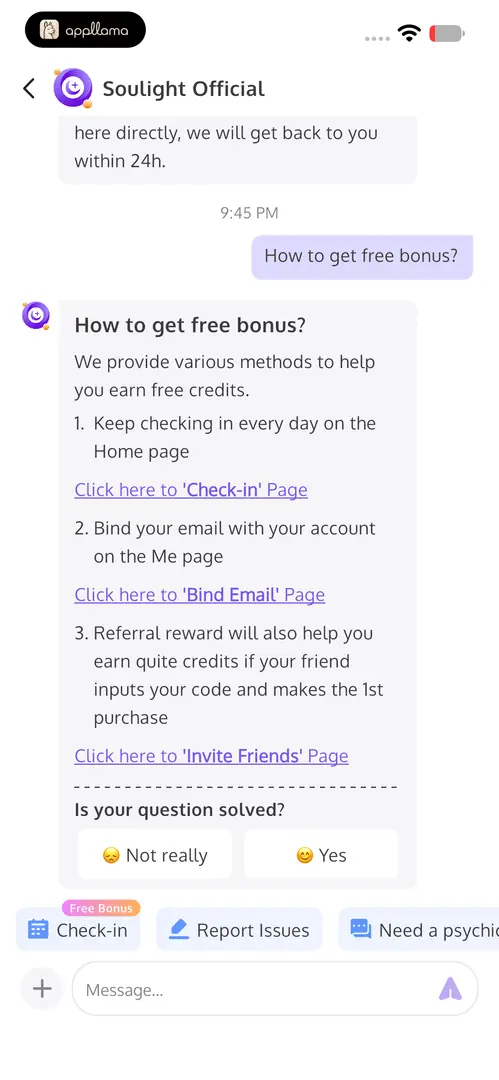 appllama
Soulight Official
here directly, we will get back to you
within 24h.
9:45 PM
How to get free bonus?
How to get free bonus?
We provide various methods to help
you earn free credits.
1. Keep checking in every day on the
Home page
Click here to 'Check-in' Page
2. Bind your email with your account
on the Me page
Click here to 'Bind Email' Page
3. Referral reward will also help you
earn quite credits if your friend
inputs your code and makes the 1st
purchase
Click here to 'Invite Friends' Page
Is your question solved?
😞 Not really
😊 Yes
Free Bonus
Check-in
Report Issues
Need a psychic
Message...